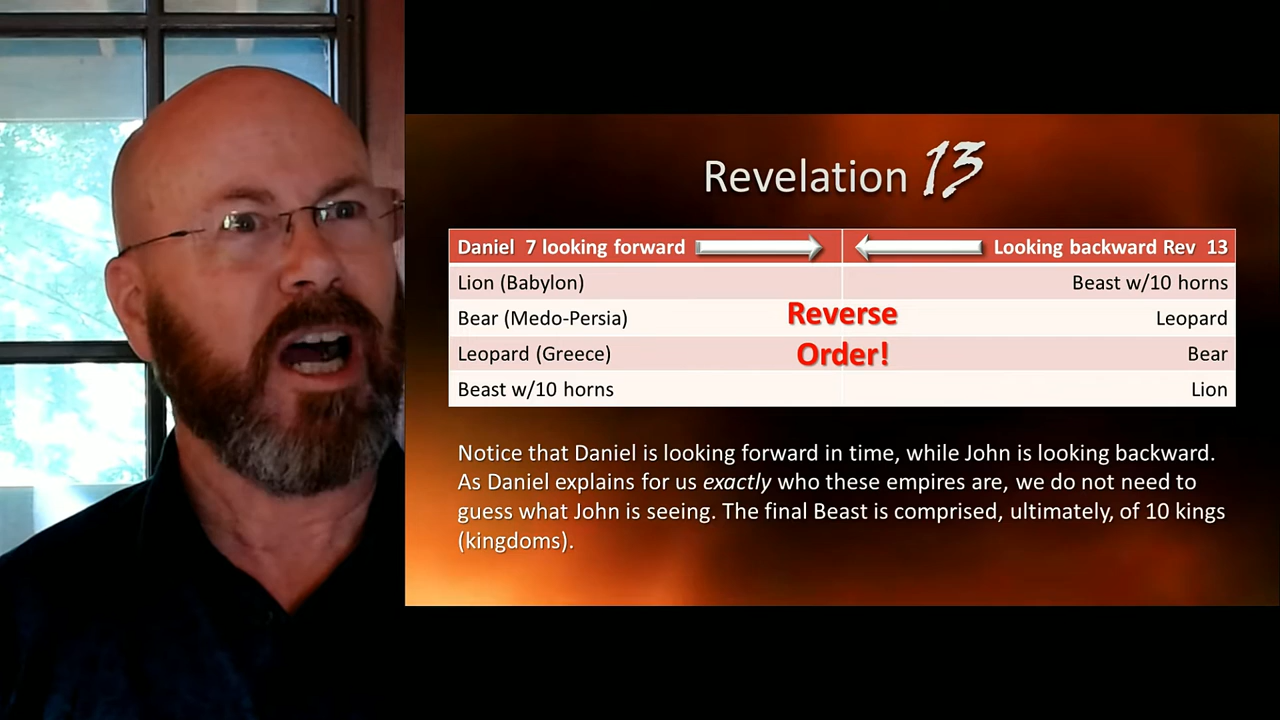 Revelation 13
Daniel 7 looking forward
Looking backward Rev 13
Lion (Babylon)
Beast w/10 horns
Bear (Medo-Persia)
Leopard
Leopard (Greece)
Bear
Beast w/10 horns
Lion
Reverse
Order!
Notice that Daniel is looking forward in time, while John is looking backward.
As Daniel explains for us exactly who these empires are, we do not need to
guess what John is seeing. The final Beast is comprised, ultimately, of 10 kings
(kingdoms).